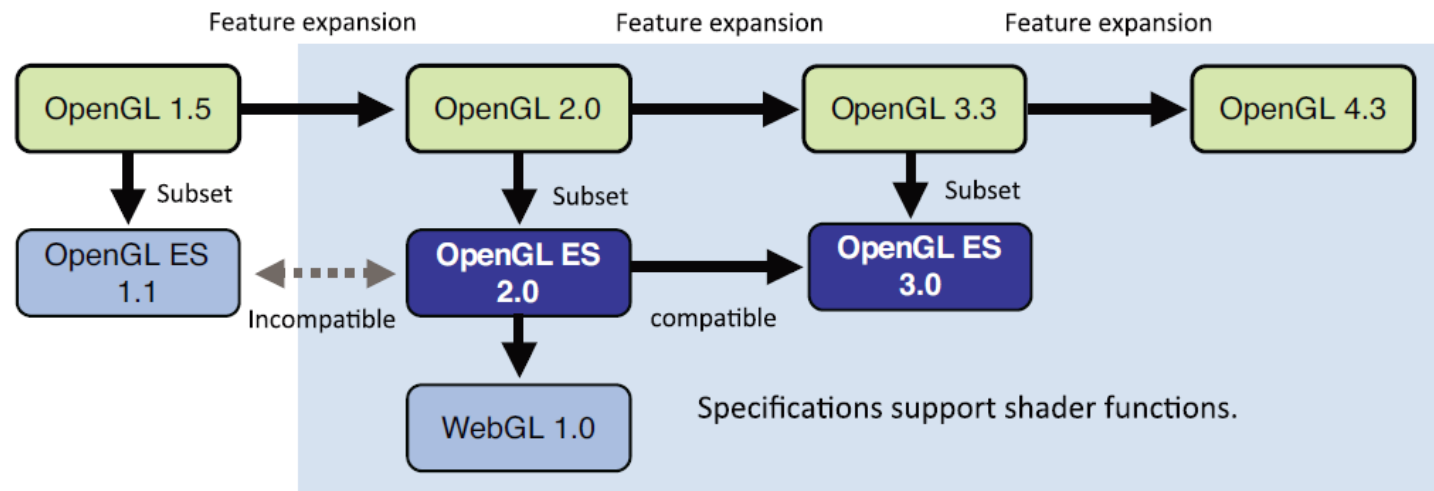 Feature expansion
Feature expansion
Feature expansion
OpenGL 1.5
OpenGL 2.0
OpenGL 3.3
OpenGL 4.3
Subset
Subset
Subset
OpenGL ES
1.1
OpenGL ES
2.0
OpenGL ES
3.0
Incompatible
compatible
WebGL 1.0
Specifications support shader functions.